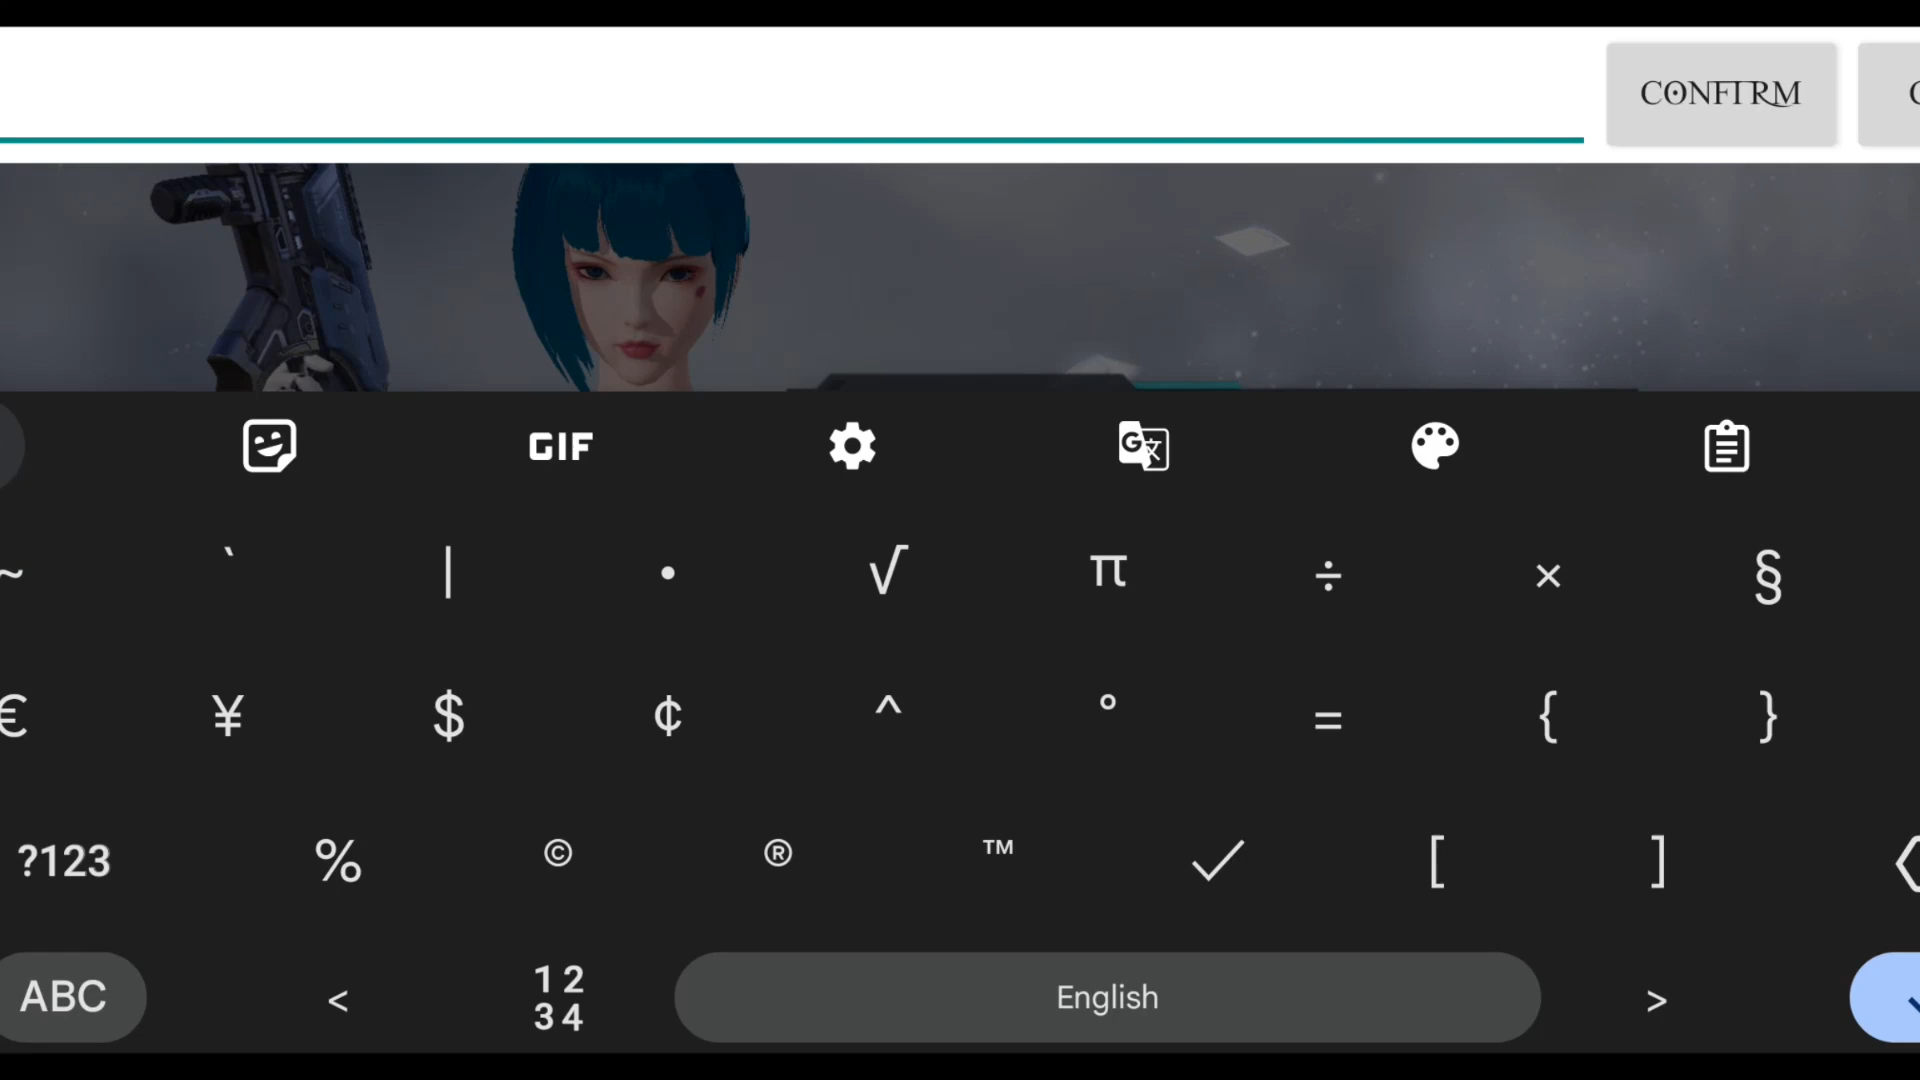 CONFIRM
GIF
~ ` | • √ π ÷ × §
€ ¥ $ ¢ ^ ° = { }
?123 % © ® ™ ✓ [ ]
ABC < 12 34 English >